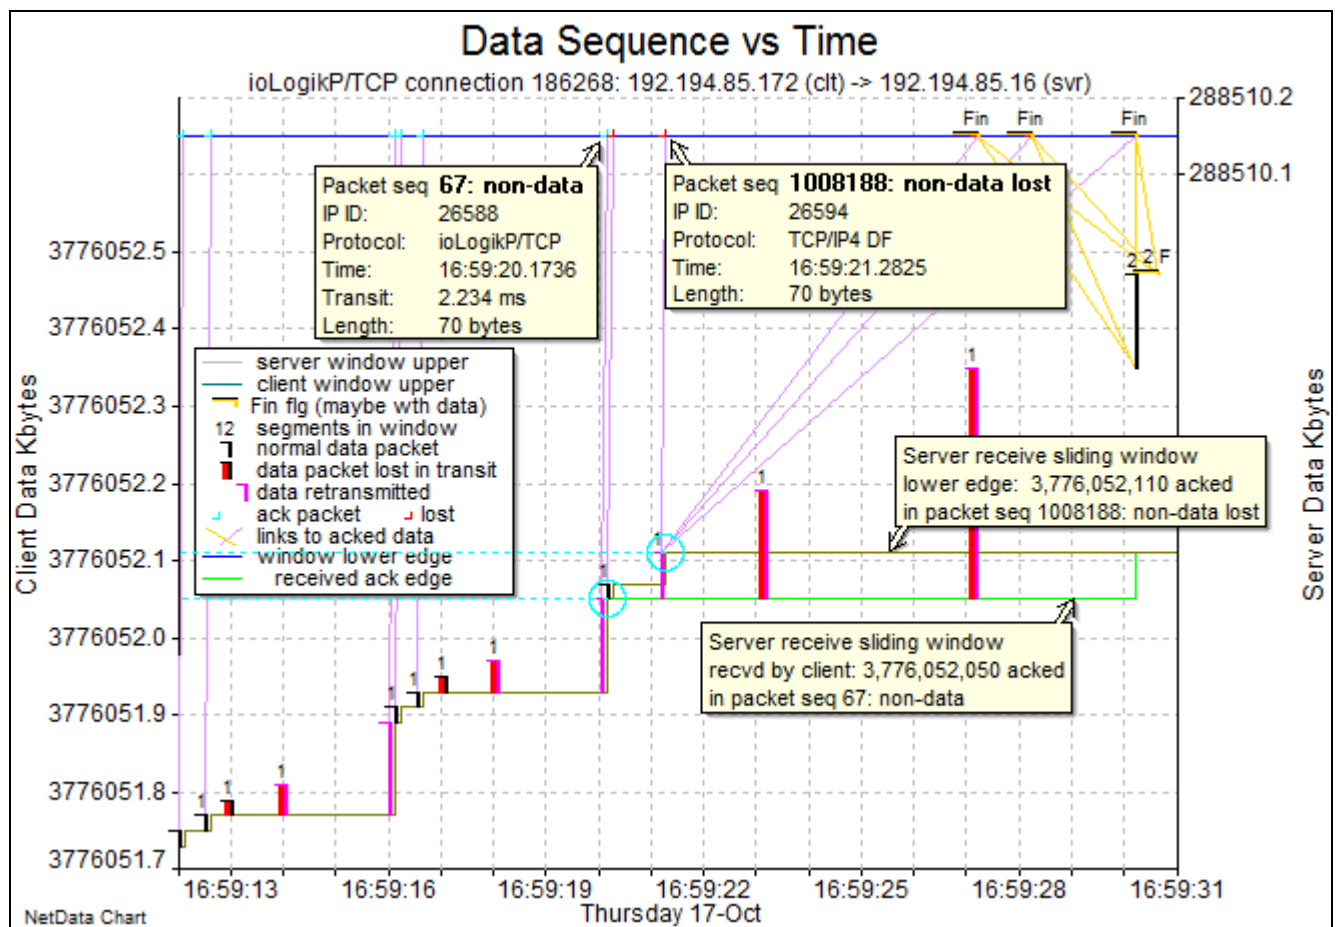 Data Sequence vs Time
ioLogikP/TCP connection 186268: 192.194.85.172 (clt) -> 192.194.85.16 (svr)
288510.2
288510.1
Server Data Kbytes
Fin
Fin
Fin
Packet seq 67: non-data
IP ID: 26588
Protocol: ioLogikP/TCP
Time: 16:59:20.1736
Transit: 2.234 ms
Length: 70 bytes
Packet seq 1008188: non-data lost
IP ID: 26594
Protocol: TCP/IP4 DF
Time: 16:59:21.2825
Length: 70 bytes
2 2 F
Client Data Kbytes
3776052.5
3776052.4
3776052.3
3776052.2
3776052.1
3776052.0
3776051.9
3776051.8
3776051.7
server window upper
client window upper
Fin flg (maybe wth data)
12 segments in window
normal data packet
data packet lost in transit
data retransmitted
ack packet lost
links to acked data
window lower edge
received ack edge
Server receive sliding window
lower edge: 3,776,052,110 acked
in packet seq 1008188: non-data lost
Server receive sliding window
recvd by client: 3,776,052,050 acked
in packet seq 67: non-data
1
1
1
1
1
1
1
1
1
1
1
16:59:13
16:59:16
16:59:19
16:59:22
16:59:25
16:59:28
16:59:31
Thursday 17-Oct
NetData Chart